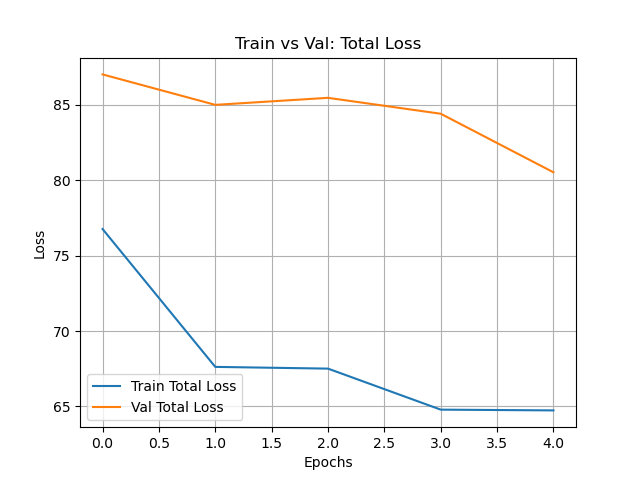 Train vs Val: Total Loss
85
80
75
70
65
Loss
Train Total Loss
Val Total Loss
0.0 0.5 1.0 1.5 2.0 2.5 3.0 3.5 4.0
Epochs